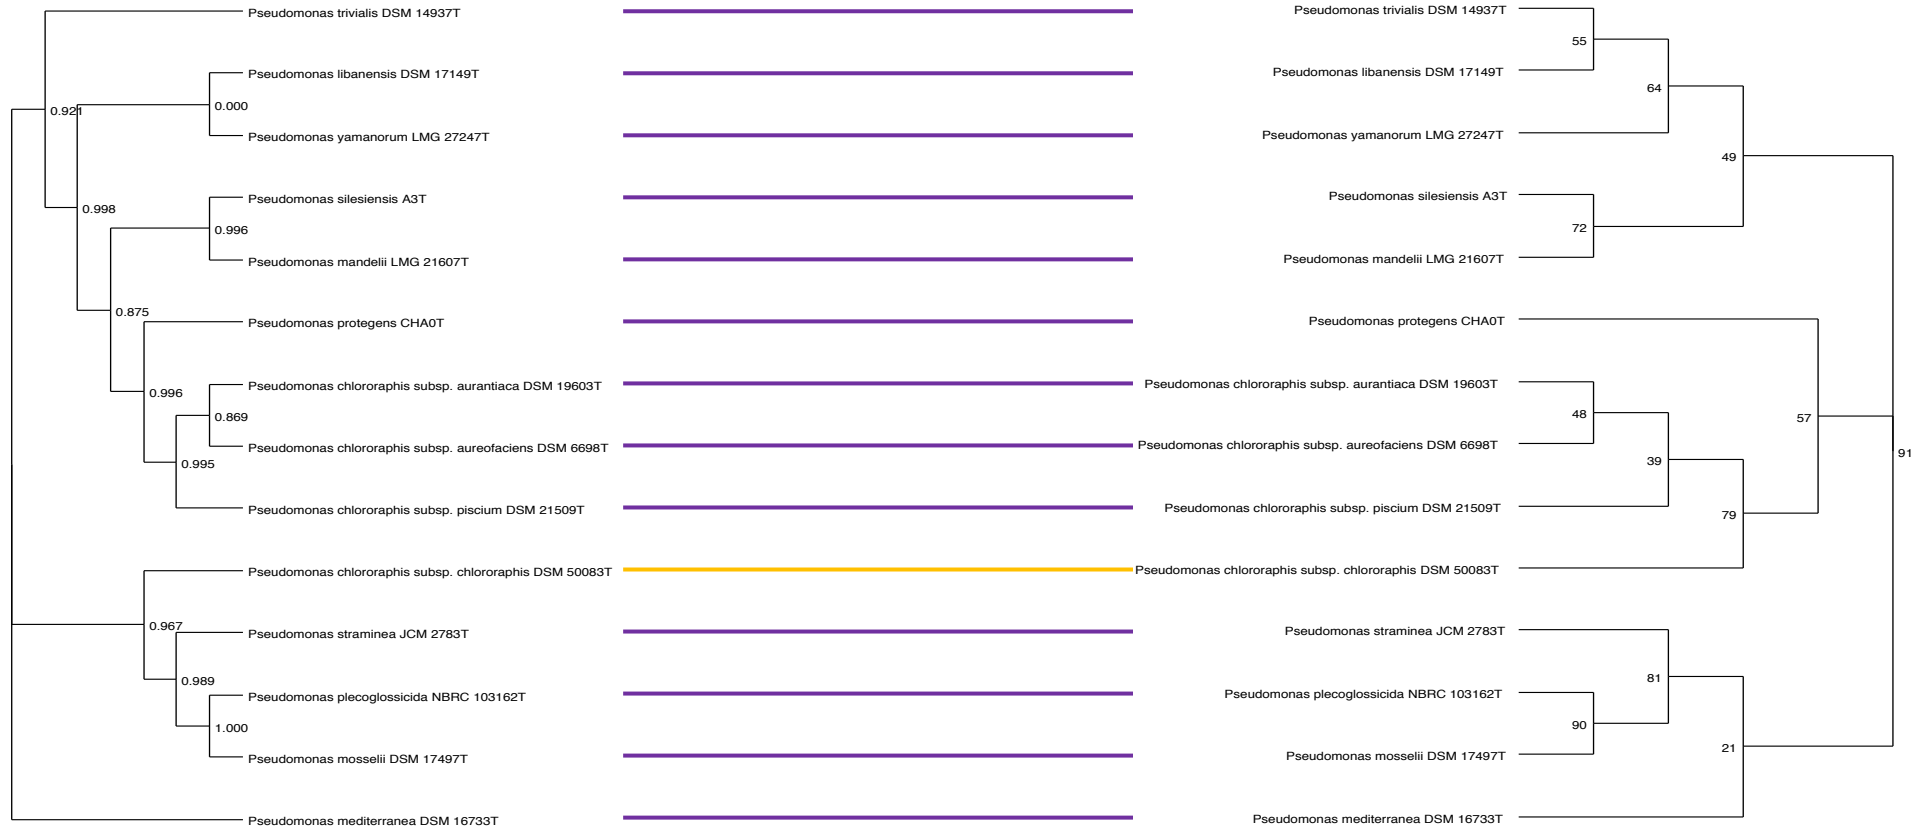 Pseudomonas trivialis DSM 14937T
Pseudomonas trivialis DSM 14937T
55
Pseudomonas libanensis DSM 17149T
Pseudomonas libanensis DSM 17149T
64
0.921
0.000
Pseudomonas yamanorum LMG 27247T
Pseudomonas yamanorum LMG 27247T
49
Pseudomonas silesiensis A3T
Pseudomonas silesiensis A3T
0.998
0.996
72
Pseudomonas mandelii LMG 21607T
Pseudomonas mandelii LMG 21607T
0.875
Pseudomonas protegens CHA0T
Pseudomonas protegens CHA0T
Pseudomonas chlororaphis subsp. aurantiaca DSM 19603T
Pseudomonas chlororaphis subsp. aurantiaca DSM 19603T
0.996
0.869
48
57
Pseudomonas chlororaphis subsp. aureofaciens DSM 6698T
Pseudomonas chlororaphis subsp. aureofaciens DSM 6698T
91
0.995
39
Pseudomonas chlororaphis subsp. piscium DSM 21509T
Pseudomonas chlororaphis subsp. piscium DSM 21509T
79
Pseudomonas chlororaphis subsp. chlororaphis DSM 50083T
Pseudomonas chlororaphis subsp. chlororaphis DSM 50083T
0.967
Pseudomonas straminea JCM 2783T
Pseudomonas straminea JCM 2783T
0.989
81
Pseudomonas plecoglossicida NBRC 103162T
Pseudomonas plecoglossicida NBRC 103162T
1.000
90
21
Pseudomonas mosselii DSM 17497T
Pseudomonas mosselii DSM 17497T
Pseudomonas mediterranea DSM 16733T
Pseudomonas mediterranea DSM 16733T